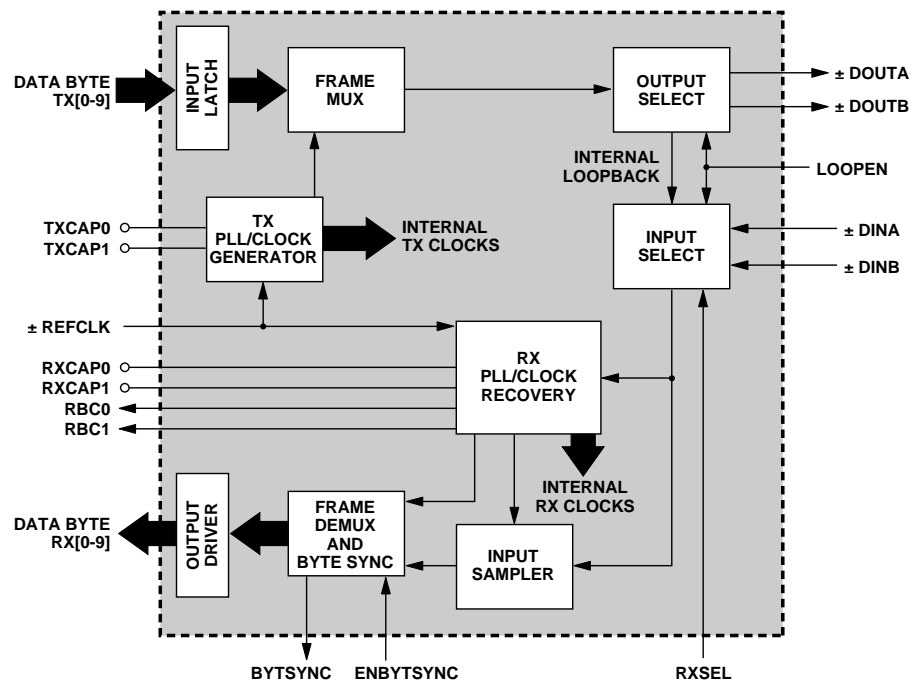 DATA BYTE
TX[0-9]
INPUT
LATCH
FRAME
MUX
OUTPUT
SELECT
± DOUTA
± DOUTB
INTERNAL
LOOPBACK
LOOPEN
TXCAP0
TXCAP1
TX
PLL/CLOCK
GENERATOR
INTERNAL
TX CLOCKS
INPUT
SELECT
± DINA
± DINB
± REFCLK
RXCAP0
RXCAP1
RBC0
RBC1
RX
PLL/CLOCK
RECOVERY
INTERNAL
RX CLOCKS
DATA BYTE
RX[0-9]
OUTPUT
DRIVER
FRAME
DEMUX
AND
BYTE SYNC
INPUT
SAMPLER
BYTSYNC
ENBYTSYNC
RXSEL